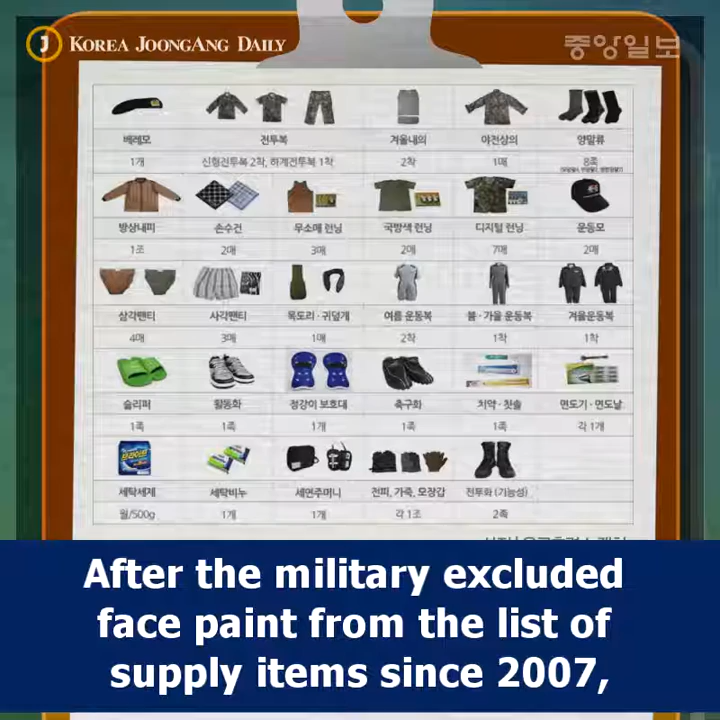 J KOREA JOONGANG DAILY
중앙일보
베레모 전투복 겨울내의 야전상의 양말류
1개 신형전투복 2착, 하계전투복 1착 2착 1매 8족
방상내피 손수건 무소매 런닝 국방색 런닝 디지털 런닝 운동모
1조 2매 3매 2매 7매 2매
삼각팬티 사각팬티 목도리·귀덮개 여름 운동복 봄·가을 운동복 겨울운동복
4매 3매 1매 2착 1착 1착
슬리퍼 활동화 정강이 보호대 축구화 치약·칫솔 면도기·면도날
1족 1족 1개 1족 1족 각 1개
세탁세제 세탁비누 세면주머니 전피, 가죽, 모장갑 전투화 (기능성)
월/500g 1개 1개 각 1조 2족
After the military excluded
face paint from the list of
supply items since 2007,